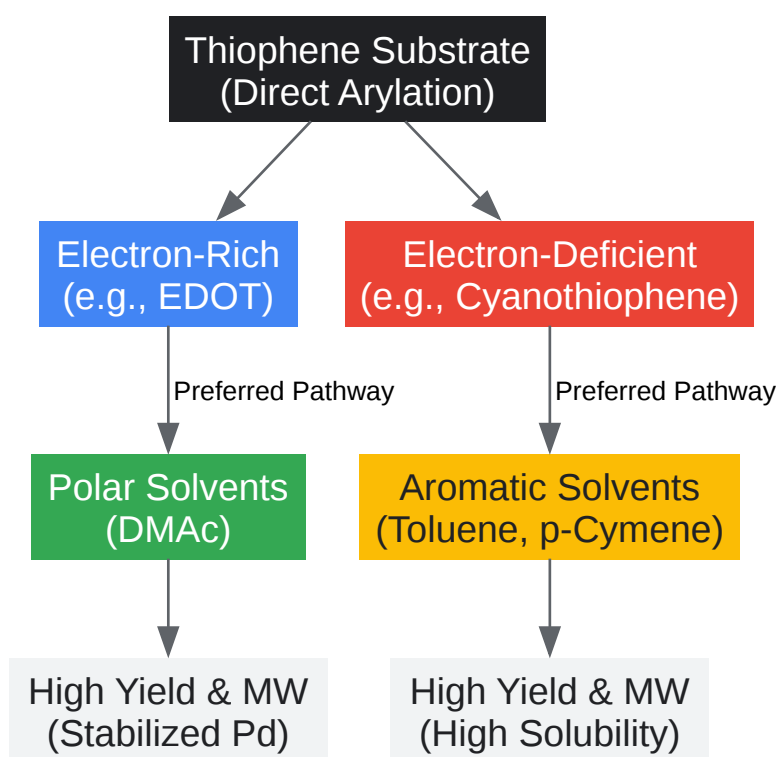 Thiophene Substrate
(Direct Arylation)
Electron-Rich
(e.g., EDOT)
Electron-Deficient
(e.g., Cyanothiophene)
Preferred Pathway
Preferred Pathway
Polar Solvents
(DMAc)
Aromatic Solvents
(Toluene, p-Cymene)
High Yield & MW
(Stabilized Pd)
High Yield & MW
(High Solubility)